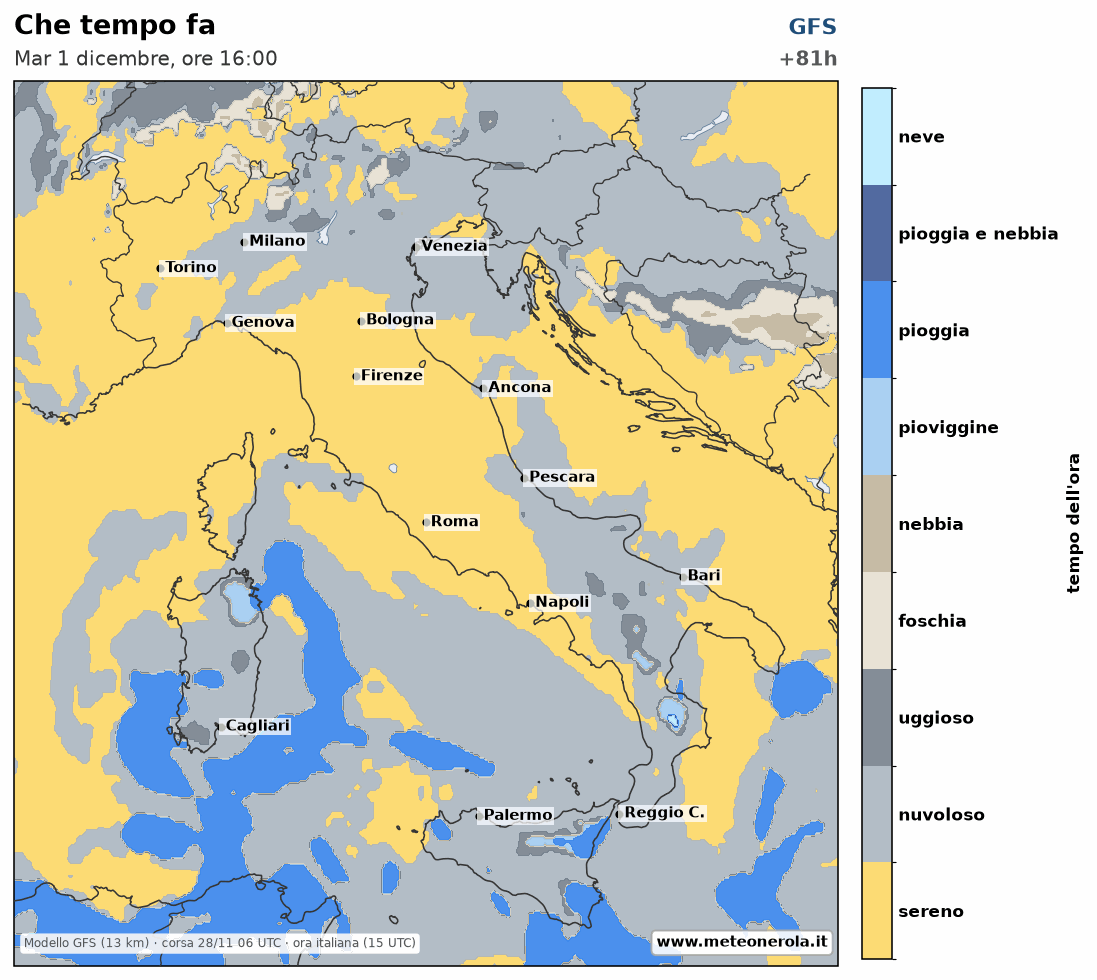 Che tempo fa
GFS
Mar 1 dicembre, ore 16:00
+81h
neve
pioggia e nebbia
pioggia
pioviggine
nebbia
foschia
uggioso
nuvoloso
sereno
tempo dell'ora
Milano
Venezia
Torino
Genova
Bologna
Firenze
Ancona
Pescara
Roma
Bari
Napoli
Cagliari
Palermo
Reggio C.
Modello GFS (13 km) · corsa 28/11 06 UTC · ora italiana (15 UTC)
www.meteonerola.it